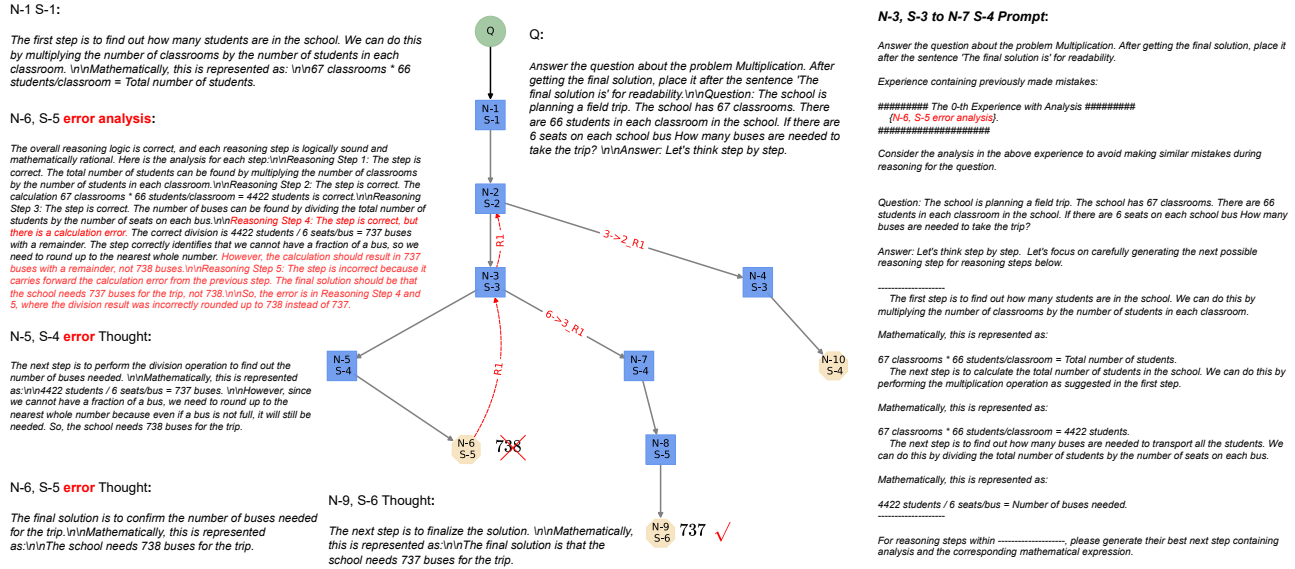 N-1 S-1:
The first step is to find out how many students are in the school. We can do this
by multiplying the number of classrooms by the number of students in each
classroom. \n\nMathematically, this is represented as: \n\n67 classrooms * 66
students/classroom = Total number of students.
N-6, S-5 error analysis:
The overall reasoning logic is correct, and each reasoning step is logically sound and
mathematically rational. Here is the analysis for each step:\n\nReasoning Step 1: The step is
correct. The total number of students can be found by multiplying the number of classrooms
by the number of students in each classroom.\n\nReasoning Step 2: The step is correct. The
calculation 67 classrooms * 66 students/classroom = 4422 students is correct.\n\nReasoning
Step 3: The step is correct. The number of buses can be found by dividing the total number of
students by the number of seats on each bus.\n\nReasoning Step 4: The step is correct, but
there is a calculation error. The correct division is 4422 students / 6 seats/bus = 737 buses
with a remainder. The step correctly identifies that we cannot have a fraction of a bus, so we
need to round up to the nearest whole number. However, the calculation should result in 737
buses with a remainder, not 738 buses.\n\nReasoning Step 5: The step is incorrect because it
carries forward the calculation error from the previous step. The final solution should be that
the school needs 737 buses for the trip, not 738.\n\nSo, the error is in Reasoning Step 4 and
5, where the division result was incorrectly rounded up to 738 instead of 737.
N-5, S-4 error Thought:
The next step is to perform the division operation to find out the
number of buses needed. \n\nMathematically, this is represented
as:\n\n4422 students / 6 seats/bus = 737 buses. \n\nHowever, since
we cannot have a fraction of a bus, we need to round up to the
nearest whole number because even if a bus is not full, it will still be
needed. So, the school needs 738 buses for the trip.
N-6, S-5 error Thought:
The final solution is to confirm the number of buses needed
for the trip.\n\nMathematically, this is represented
as:\n\nThe school needs 738 buses for the trip.
Q
N-1
S-1
N-2
S-2
R1
3->2_R1
N-3
S-3
N-4
S-3
6->3_R1
R1
N-5
S-4
N-7
S-4
N-10
S-4
N-6
S-5
738
N-8
S-5
N-9
S-6
737 √
Q:
Answer the question about the problem Multiplication. After
getting the final solution, place it after the sentence 'The
final solution is' for readability.\n\nQuestion: The school is
planning a field trip. The school has 67 classrooms. There
are 66 students in each classroom in the school. If there are
6 seats on each school bus How many buses are needed to
take the trip? \n\nAnswer: Let's think step by step.
N-9, S-6 Thought:
The next step is to finalize the solution. \n\nMathematically,
this is represented as:\n\nThe final solution is that the
school needs 737 buses for the trip.
N-3, S-3 to N-7 S-4 Prompt:
Answer the question about the problem Multiplication. After getting the final solution, place it
after the sentence 'The final solution is' for readability.
Experience containing previously made mistakes:
######### The 0-th Experience with Analysis #########
{N-6, S-5 error analysis}.
####################
Consider the analysis in the above experience to avoid making similar mistakes during
reasoning for the question.
Question: The school is planning a field trip. The school has 67 classrooms. There are 66
students in each classroom in the school. If there are 6 seats on each school bus How many
buses are needed to take the trip?
Answer: Let's think step by step. Let's focus on carefully generating the next possible
reasoning step for reasoning steps below.
--------------------
The first step is to find out how many students are in the school. We can do this by
multiplying the number of classrooms by the number of students in each classroom.
Mathematically, this is represented as:
67 classrooms * 66 students/classroom = Total number of students.
The next step is to calculate the total number of students in the school. We can do this by
performing the multiplication operation as suggested in the first step.
Mathematically, this is represented as:
67 classrooms * 66 students/classroom = 4422 students.
The next step is to find out how many buses are needed to transport all the students. We
can do this by dividing the total number of students by the number of seats on each bus.
Mathematically, this is represented as:
4422 students / 6 seats/bus = Number of buses needed.
--------------------
For reasoning steps within --------------------, please generate their best next step containing
analysis and the corresponding mathematical expression.